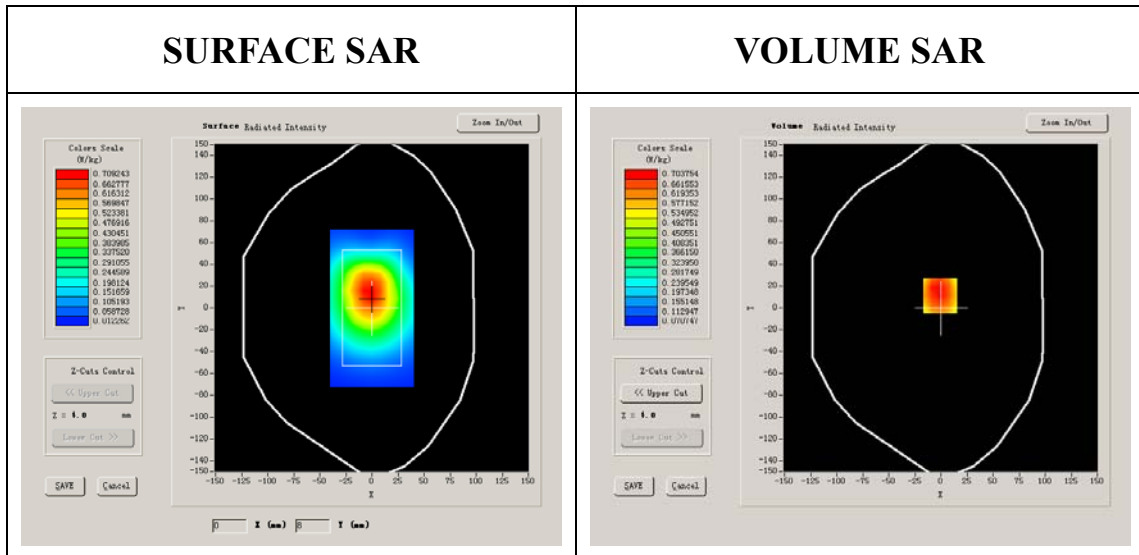 SURFACE SAR
VOLUME SAR
Surface Radiated Intensity
Zoom In/Out
Colors Scale
(W/kg)
0.709243
0.662777
0.616312
0.569847
0.523381
0.476916
0.430451
0.383985
0.337520
0.291055
0.244589
0.198124
0.151659
0.105193
0.058728
0.012262
150
140
120
100
80
60
40
20
0
-20
-40
-60
-80
-100
-120
-140
-150
Y
-150 -125 -100 -75 -50 -25 0 25 50 75 100 125 150
X
Z-Cuts Control
<< Upper Cut
Z = 4.0 mm
Lower Cut >>
SAVE Cancel
0 X (mm) 8 Y (mm)
Volume Radiated Intensity
Zoom In/Out
Colors Scale
(W/kg)
0.703754
0.661553
0.619353
0.577152
0.534952
0.492751
0.450551
0.408351
0.366150
0.323950
0.281749
0.239549
0.197348
0.155148
0.112947
0.070747
150
140
120
100
80
60
40
20
0
-20
-40
-60
-80
-100
-120
-140
-150
Y
-150 -125 -100 -75 -50 -25 0 25 50 75 100 125 150
X
Z-Cuts Control
<< Upper Cut
Z = 4.0 mm
Lower Cut >>
SAVE Cancel